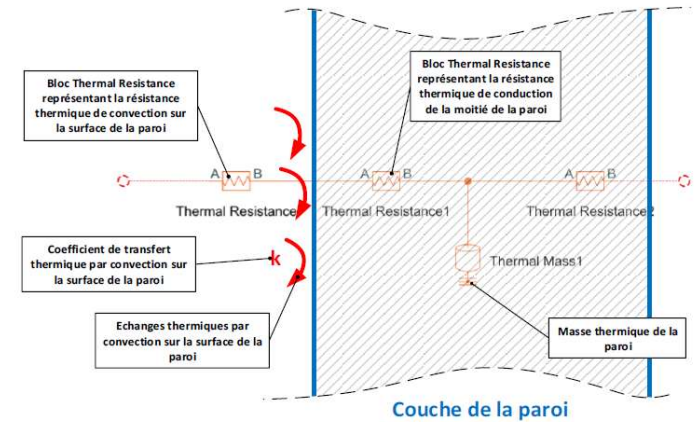 Bloc Thermal Resistance
représentant la résistance
thermique de convection sur
la surface de la paroi
Bloc Thermal Resistance
représentant la résistance
thermique de conduction
de la moitié de la paroi
A B
A B
A B
Thermal Resistance
Thermal Resistance1
Thermal Resistance2
Coefficient de transfert
thermique par convection sur
la surface de la paroi
k
Thermal Mass1
Echanges thermiques par
convection sur la surface de la
paroi
Masse thermique de la
paroi
Couche de la paroi